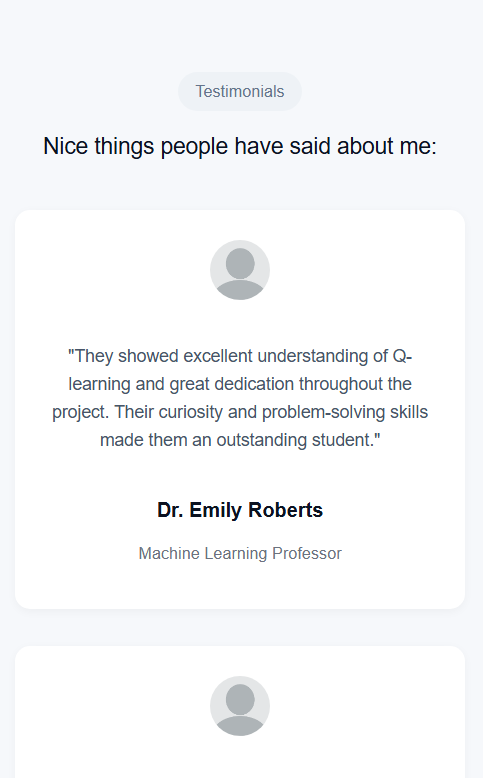 Testimonials
Nice things people have said about me:
"They showed excellent understanding of Q-
learning and great dedication throughout the
project. Their curiosity and problem-solving skills
made them an outstanding student."
Dr. Emily Roberts
Machine Learning Professor